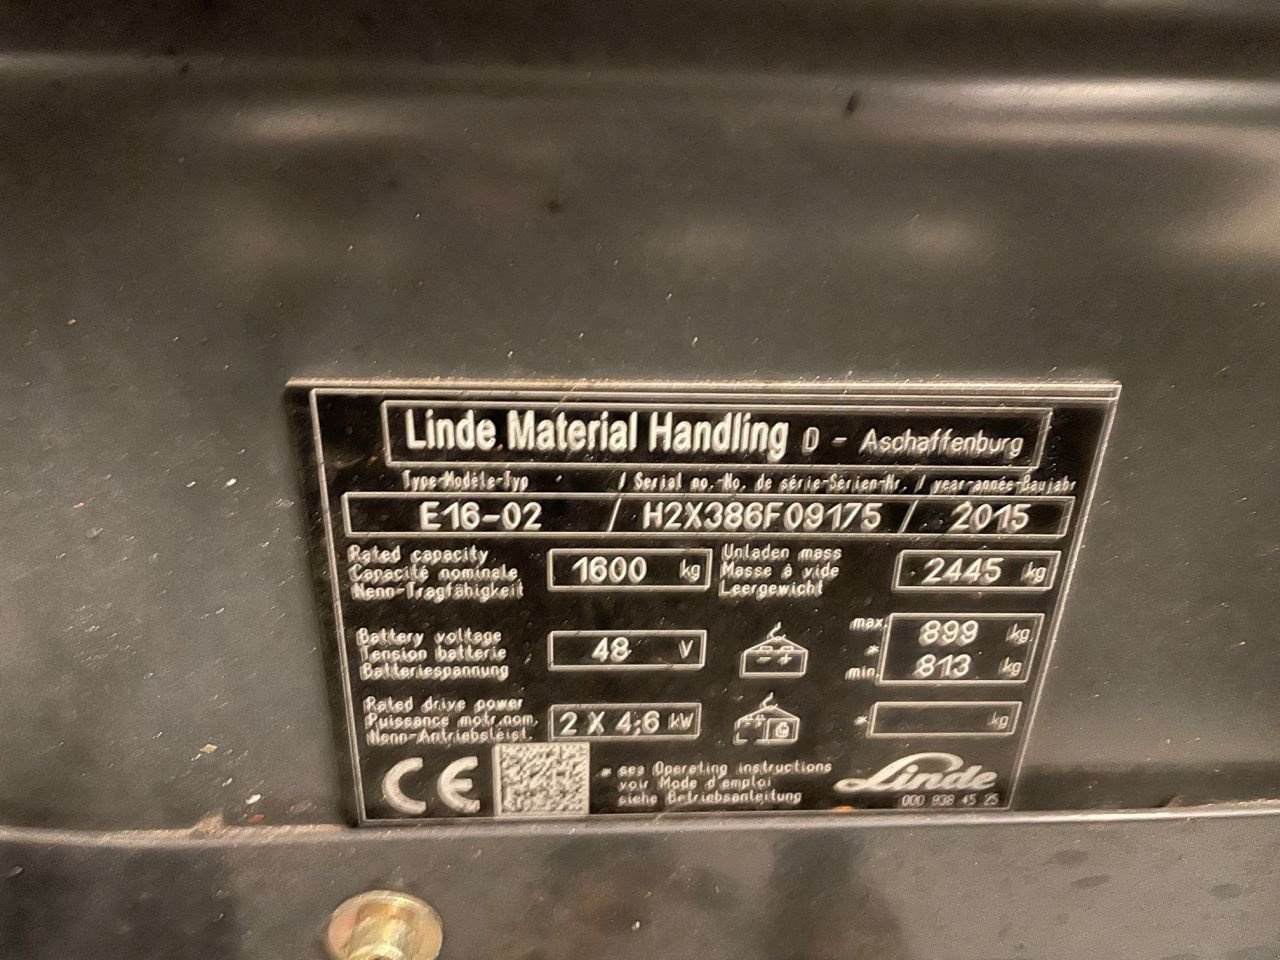 Linde Material Handling D - Aschaffenburg
Type-Modèle-Typ / Serial no.-No. de série-Serien-Nr. / year-année-Baujahr
E16-02 / H2X386F09175 / 2015
Rated capacity
Capacité nominale
Nenn-Tragfähigkeit
1600 kg
Unladen mass
Masse à vide
Leergewicht
2445 kg
Battery voltage
Tension batterie
Batteriespannung
48 V
max. 899 kg
*
min. 813 kg
Rated drive power
Puissance motr.nom.
Nenn-Antriebsleist.
2 X 4,6 kW
* kg
CE
* see Operating instructions
voir Mode d'emploi
siehe Betriebsanleitung
Linde
000 938 45 25